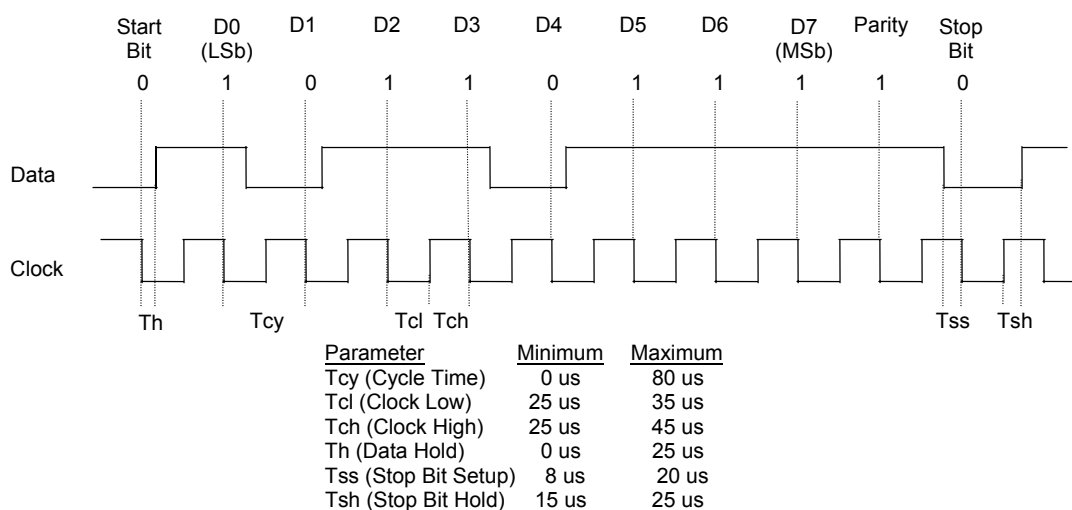 Start Bit D0 (LSb) D1 D2 D3 D4 D5 D6 D7 (MSb) Parity Stop Bit
0 1 0 1 1 0 1 1 1 1 0
Data
Clock
Th Tcy Tcl Tch Tss Tsh
Parameter Minimum Maximum
Tcy (Cycle Time) 0 us 80 us
Tcl (Clock Low) 25 us 35 us
Tch (Clock High) 25 us 45 us
Th (Data Hold) 0 us 25 us
Tss (Stop Bit Setup) 8 us 20 us
Tsh (Stop Bit Hold) 15 us 25 us